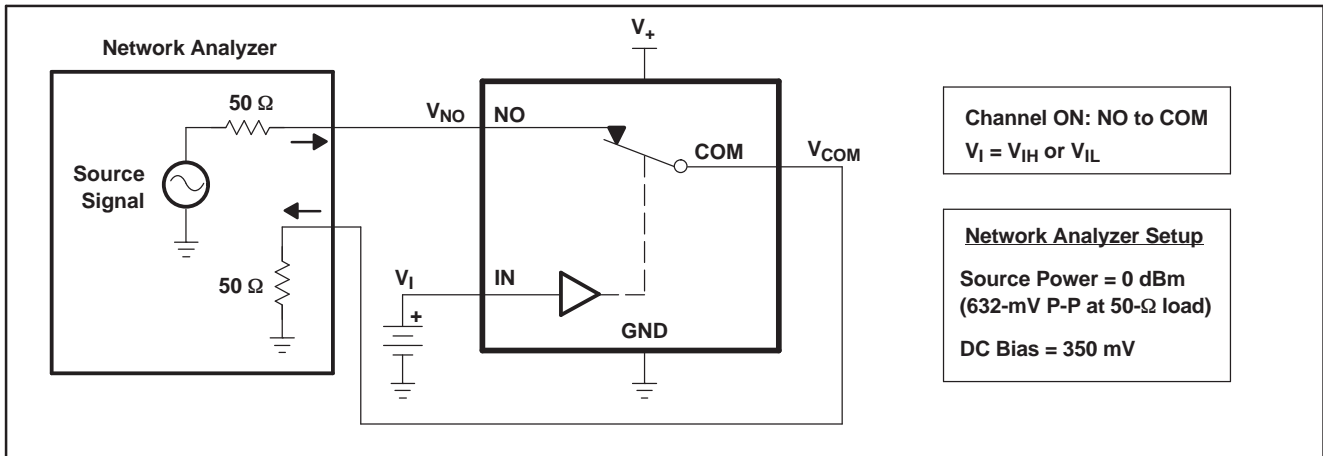 V+
Network Analyzer
50 Ω
VNO
NO
COM
VCOM
Source
Signal
50 Ω
VI
IN
+
GND
Channel ON: NO to COM
VI = VIH or VIL
Network Analyzer Setup
Source Power = 0 dBm
(632-mV P-P at 50-Ω load)
DC Bias = 350 mV